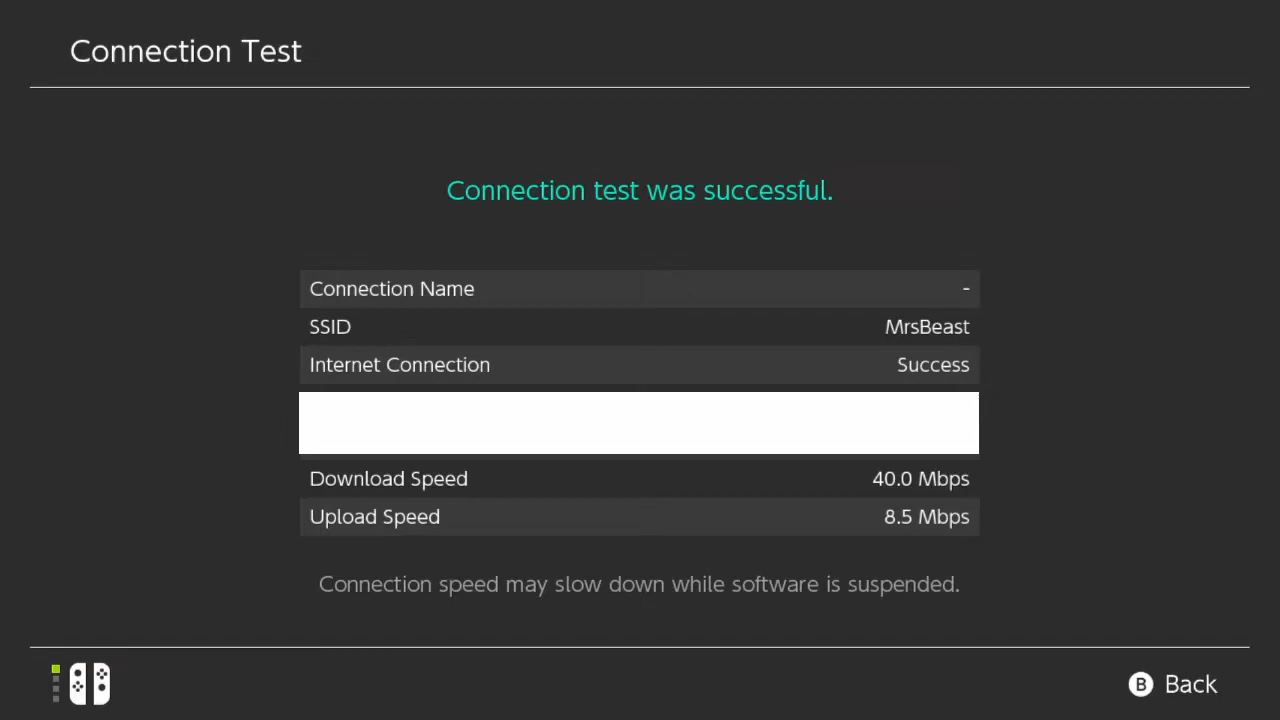 Connection Test
Connection test was successful.
Connection Name -
SSID MrsBeast
Internet Connection Success
Download Speed 40.0 Mbps
Upload Speed 8.5 Mbps
Connection speed may slow down while software is suspended.
B Back